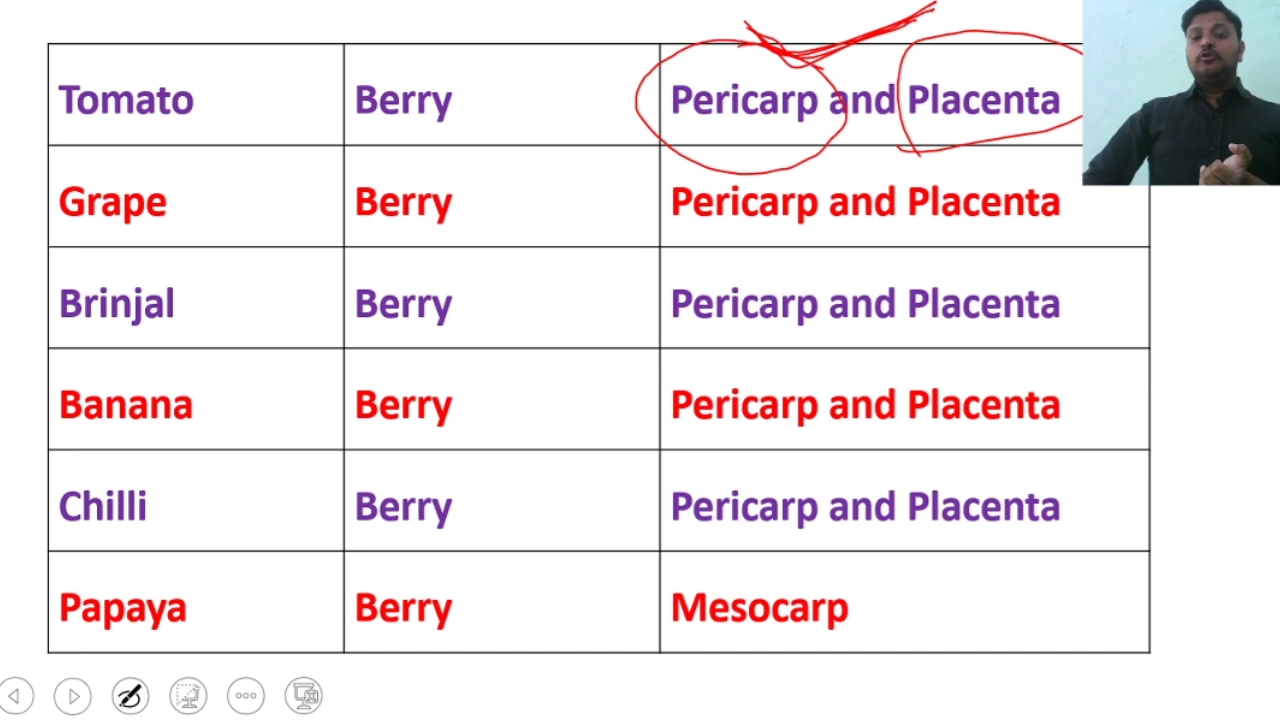 Tomato Berry Pericarp and Placenta
Grape Berry Pericarp and Placenta
Brinjal Berry Pericarp and Placenta
Banana Berry Pericarp and Placenta
Chilli Berry Pericarp and Placenta
Papaya Berry Mesocarp